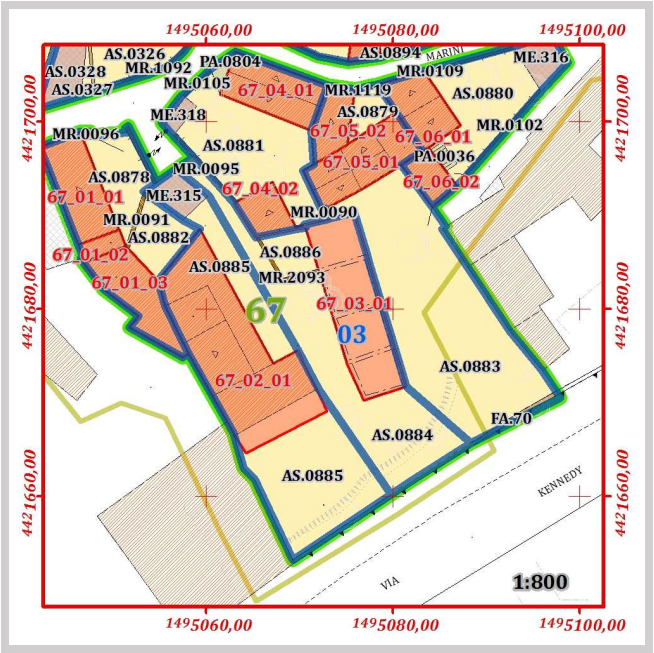 1495060,00 1495080,00 1495100,00
AS.0326 AS.0894 MARINI ME.316
AS.0328 MR.1092 PA.0804 MR.0109
AS.0327 MR.0105 67_04_01 MR.1119 AS.0880
4421700,00 4421700,00
ME.318 AS.0879
MR.0096 67_05_02 67_06_01 MR.0102
AS.0881
MR.0095 67_05_01 PA.0036
AS.0878 67_04_02 67_06_02
67_01_01 ME.315
MR.0091 MR.0090
AS.0882
67_01_02 AS.0886
AS.0885
67_01_03 MR.2093
4421680,00 67 67_03_01 4421680,00
03
67_02_01 AS.0883
FA.70
AS.0884
AS.0885
4421660,00 KENNEDY 4421660,00
VIA 1:800
1495060,00 1495080,00 1495100,00